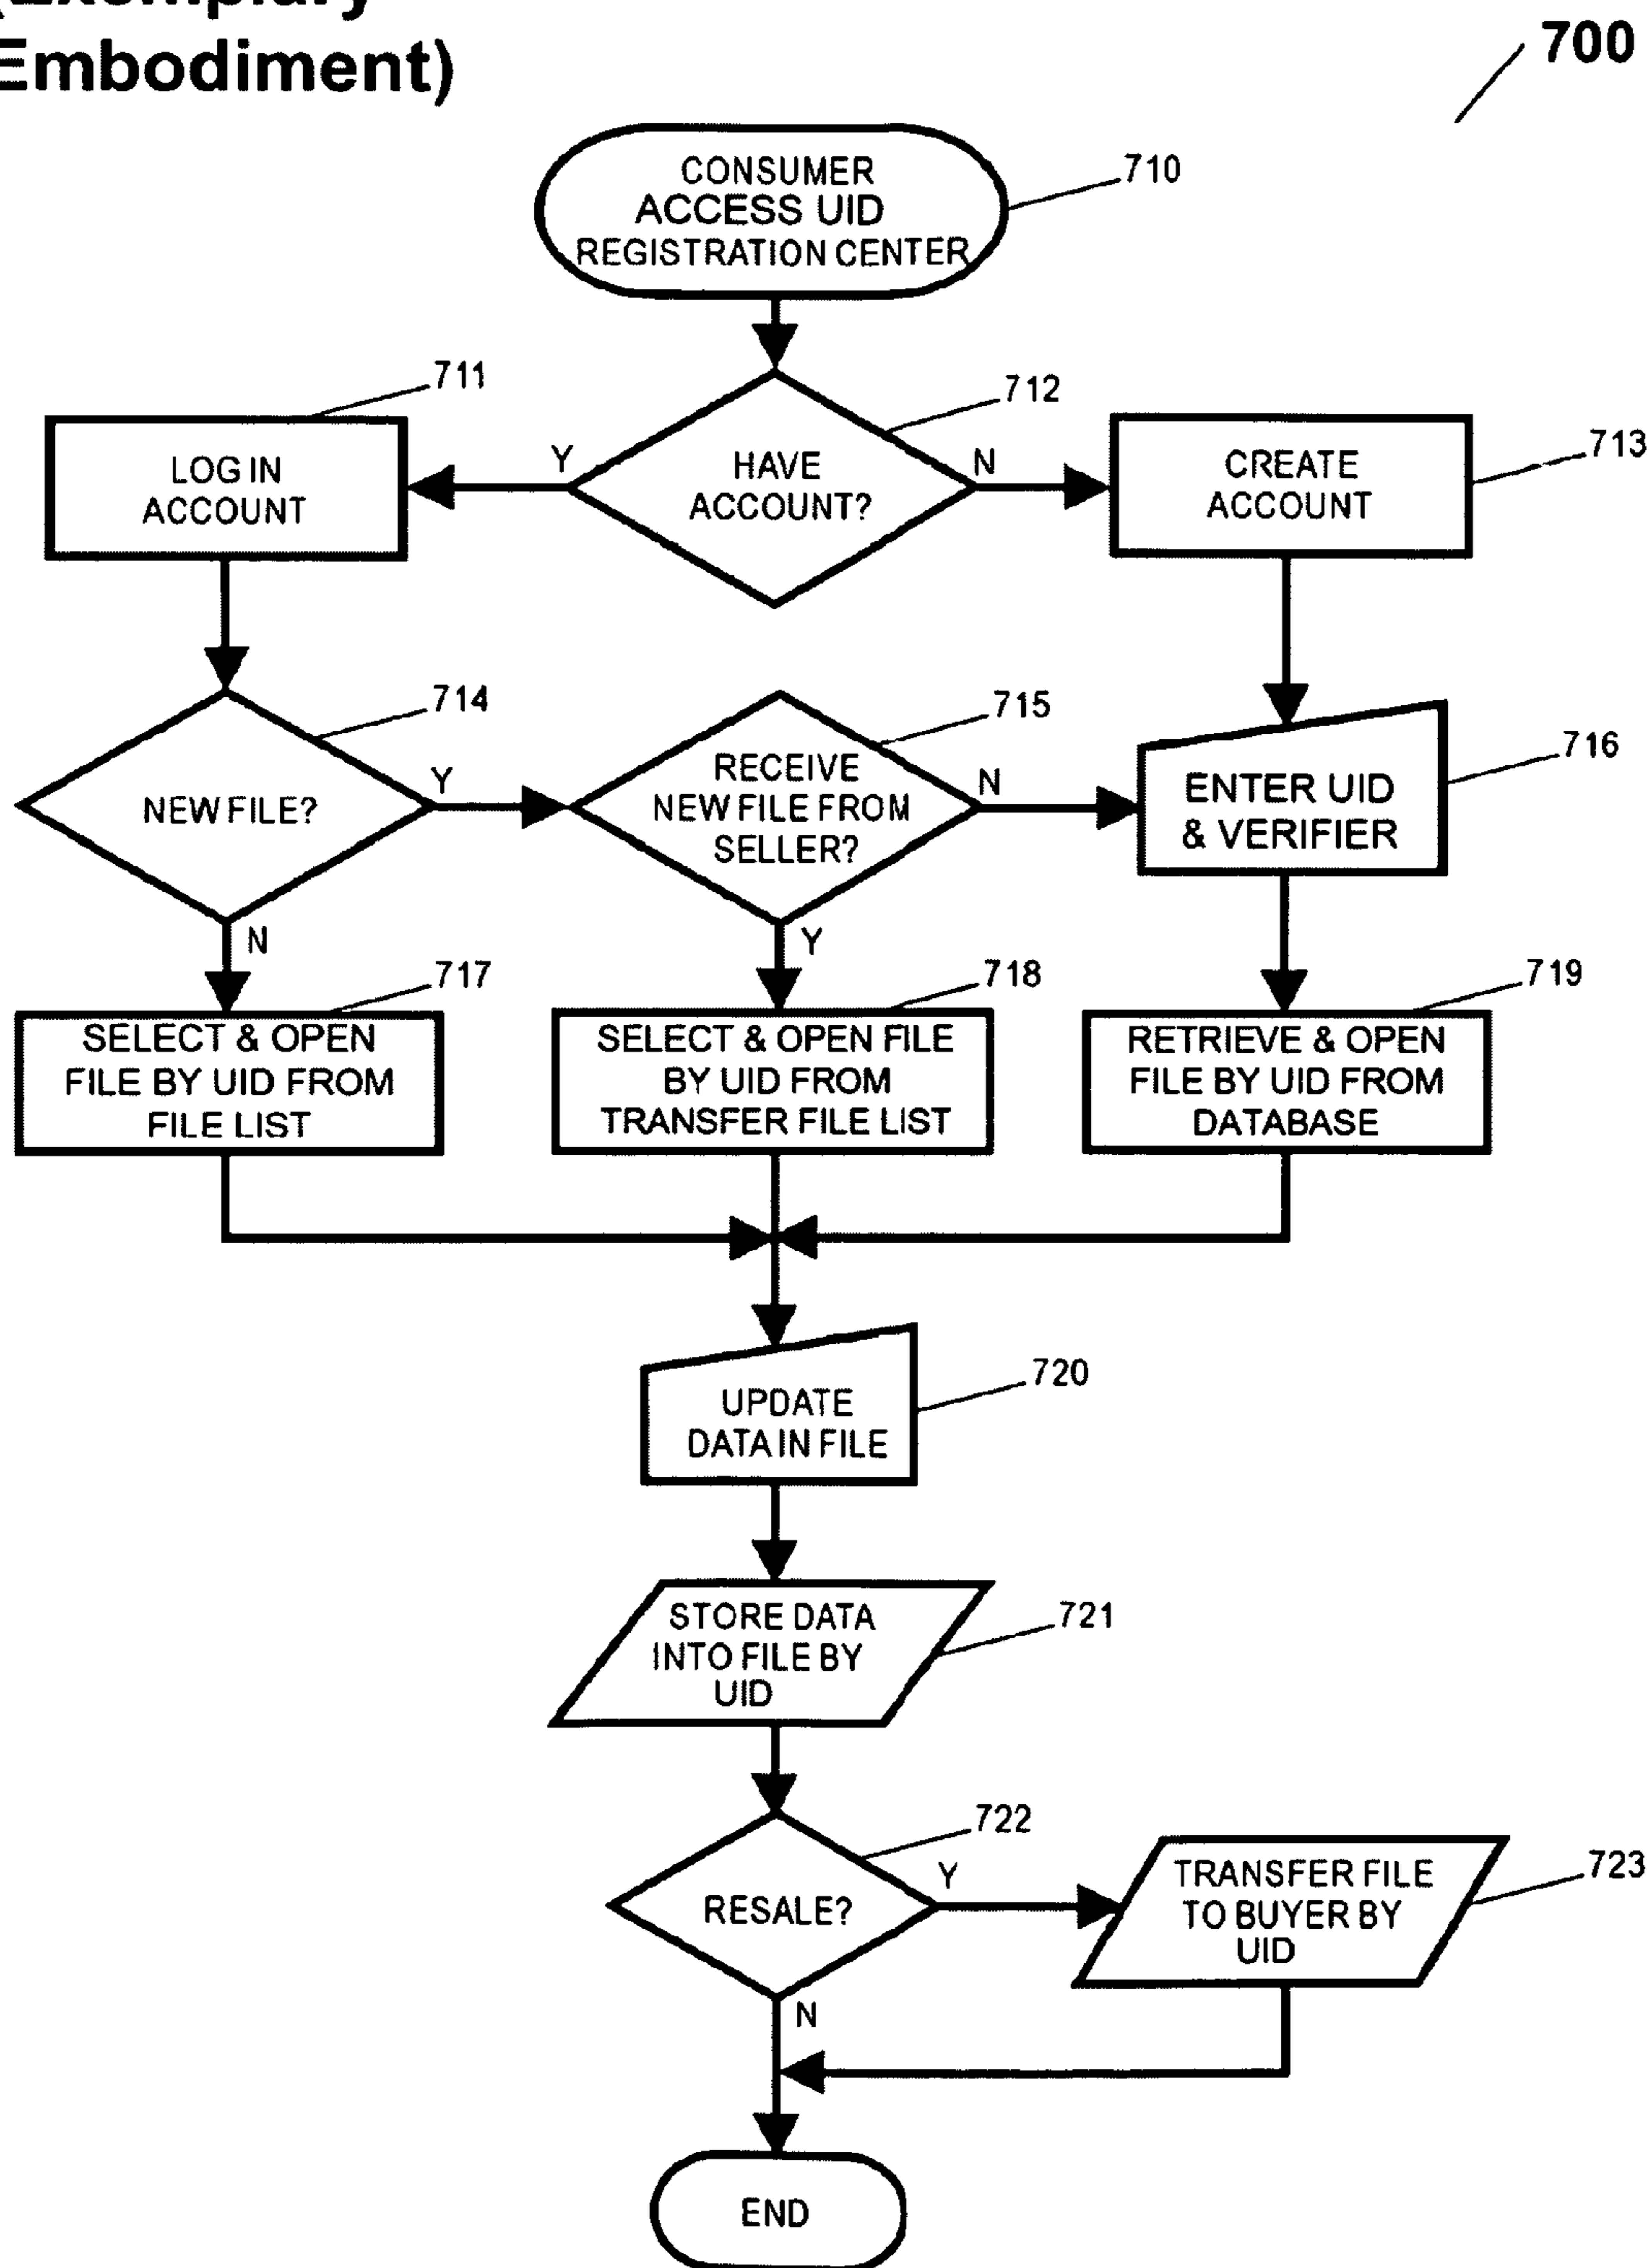 (Exemplary
Embodiment)
700
CONSUMER
ACCESS UID
REGISTRATION CENTER
710
711
712
LOG IN
ACCOUNT
Y
HAVE
ACCOUNT?
N
CREATE
ACCOUNT
713
714
715
NEW FILE?
Y
RECEIVE
NEW FILE FROM
SELLER?
N
ENTER UID
& VERIFIER
716
N
Y
717
718
719
SELECT & OPEN
FILE BY UID FROM
FILE LIST
SELECT & OPEN FILE
BY UID FROM
TRANSFER FILE LIST
RETRIEVE & OPEN
FILE BY UID FROM
DATABASE
UPDATE
DATA IN FILE
720
STORE DATA
INTO FILE BY
UID
721
722
RESALE?
Y
TRANSFER FILE
TO BUYER BY
UID
723
N
END